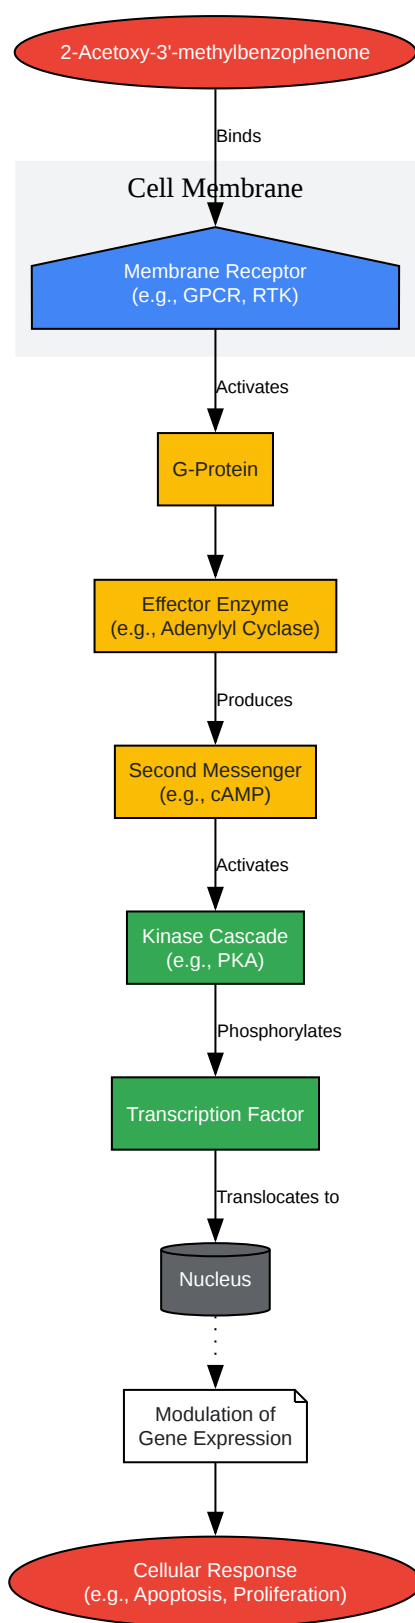 2-Acetoxy-3'-methylbenzophenone
Binds
Cell Membrane
Membrane Receptor
(e.g., GPCR, RTK)
Activates
G-Protein
Effector Enzyme
(e.g., Adenylyl Cyclase)
Produces
Second Messenger
(e.g., cAMP)
Activates
Kinase Cascade
(e.g., PKA)
Phosphorylates
Transcription Factor
Translocates to
Nucleus
Modulation of
Gene Expression
Cellular Response
(e.g., Apoptosis, Proliferation)